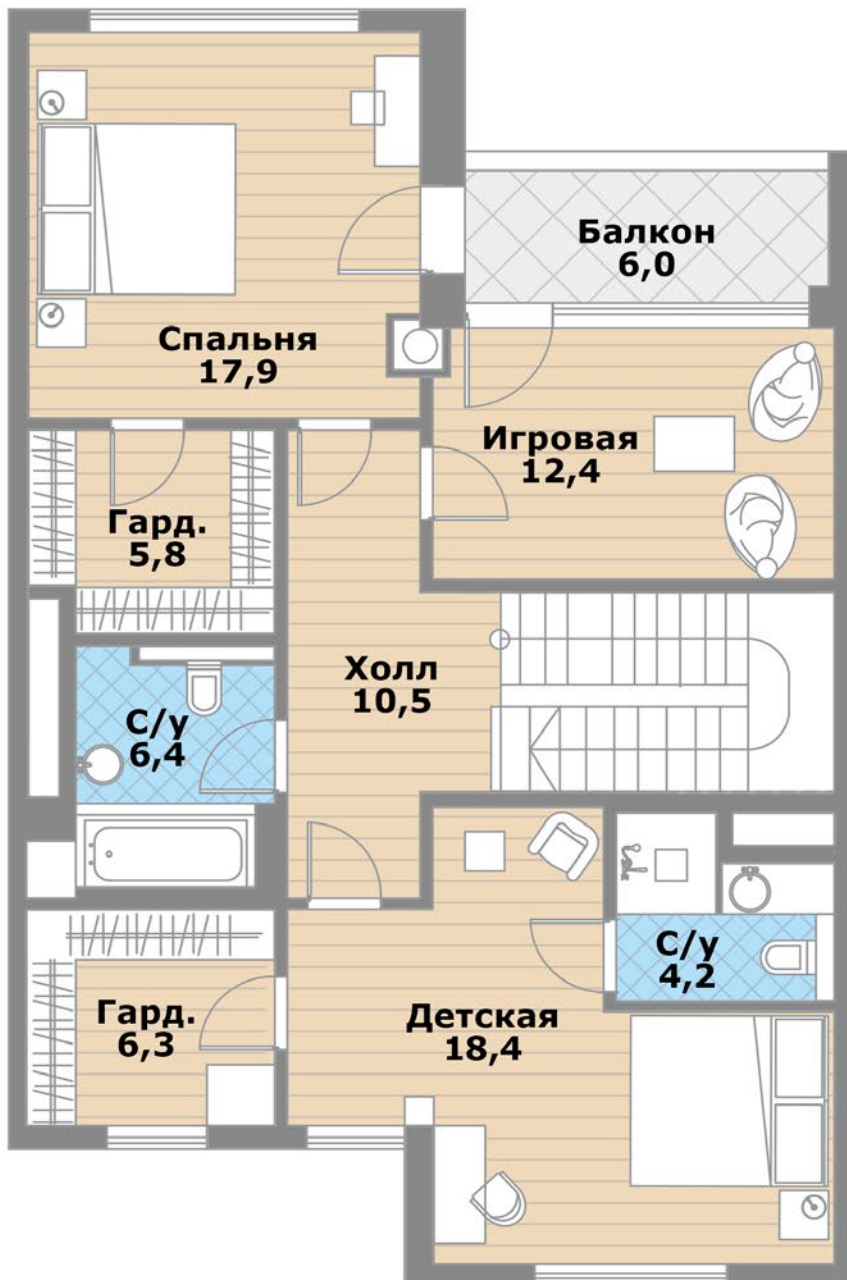 Балкон
6,0
Спальня
17,9
Игровая
12,4
Гард.
5,8
Холл
10,5
С/у
6,4
С/у
4,2
Гард.
6,3
Детская
18,4